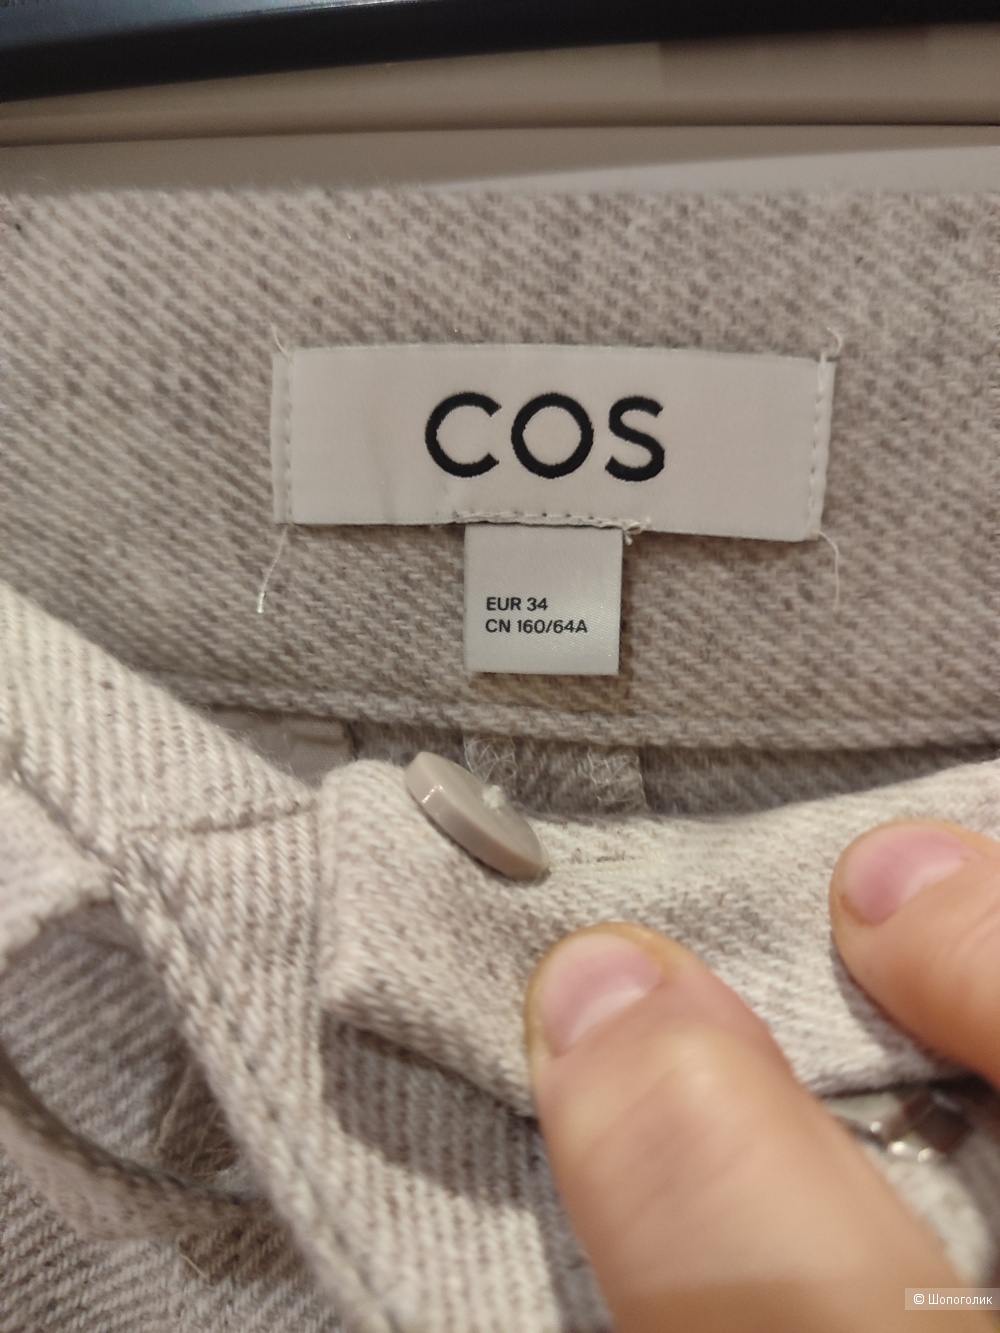 COS
EUR 34
CN 160/64A
© Шопоголик